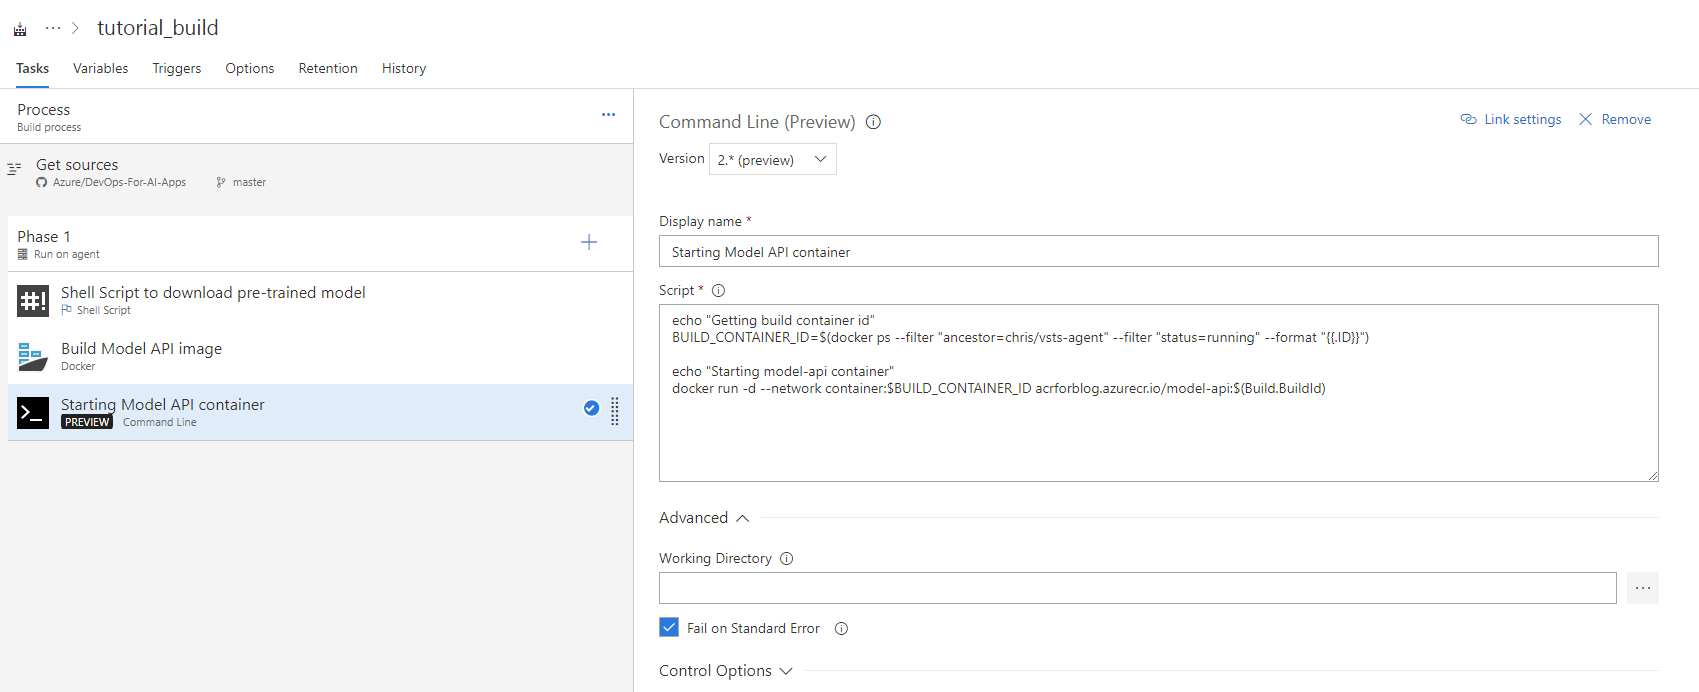 ··· > tutorial_build
Tasks Variables Triggers Options Retention History
Process
Build process
···
Get sources
Azure/DevOps-For-AI-Apps master
Phase 1
Run on agent
#! Shell Script to download pre-trained model
Shell Script
Build Model API image
Docker
>_ Starting Model API container
PREVIEW Command Line
Command Line (Preview)
Link settings Remove
Version 2.* (preview)
Display name *
Starting Model API container
Script *
echo "Getting build container id"
BUILD_CONTAINER_ID=$(docker ps --filter "ancestor=chris/vsts-agent" --filter "status=running" --format "{{.ID}}")
echo "Starting model-api container"
docker run -d --network container:$BUILD_CONTAINER_ID acrforblog.azurecr.io/model-api:$(Build.BuildId)
Advanced
Working Directory
···
Fail on Standard Error
Control Options